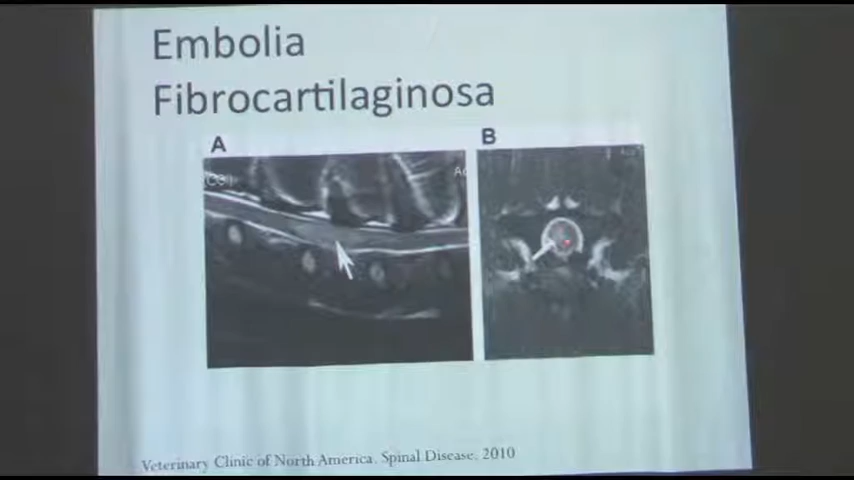 Embolia
Fibrocartilaginosa
A
B
Veterinary Clinic of North America, Spinal Disease, 2010